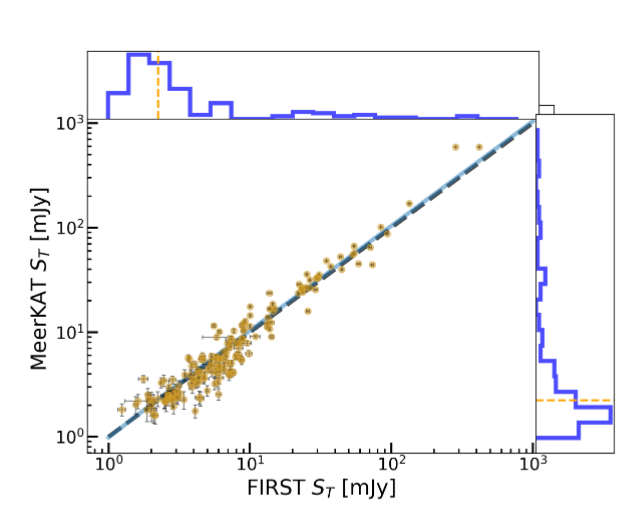 10³
10²
10¹
10⁰
MeerKAT S_T [mJy]
10⁰ 10¹ 10² 10³
FIRST S_T [mJy]